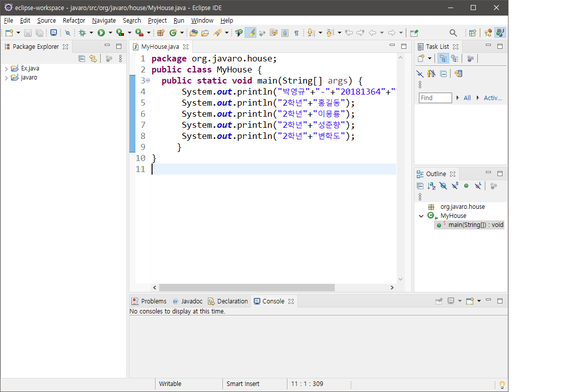 eclipse-workspace - javaro/src/org/javaro/house/MyHouse.java - Eclipse IDE
File Edit Source Refactor Navigate Search Project Run Window Help
Package Explorer
Ex.java
javaro
MyHouse.java
1 package org.javaro.house;
2 public class MyHouse {
3 public static void main(String[] args) {
4 System.out.println("박영규"+"-"+"20181364"+"
5 System.out.println("2학년"+"홍길동");
6 System.out.println("2학년"+"이몽룡");
7 System.out.println("2학년"+"성춘향");
8 System.out.println("2학년"+"변학도");
9 }
10 }
11
Task List
Find All Activ...
Outline
org.javaro.house
MyHouse
main(String[]) : void
Problems Javadoc Declaration Console
No consoles to display at this time.
Writable Smart Insert 11 : 1 : 309